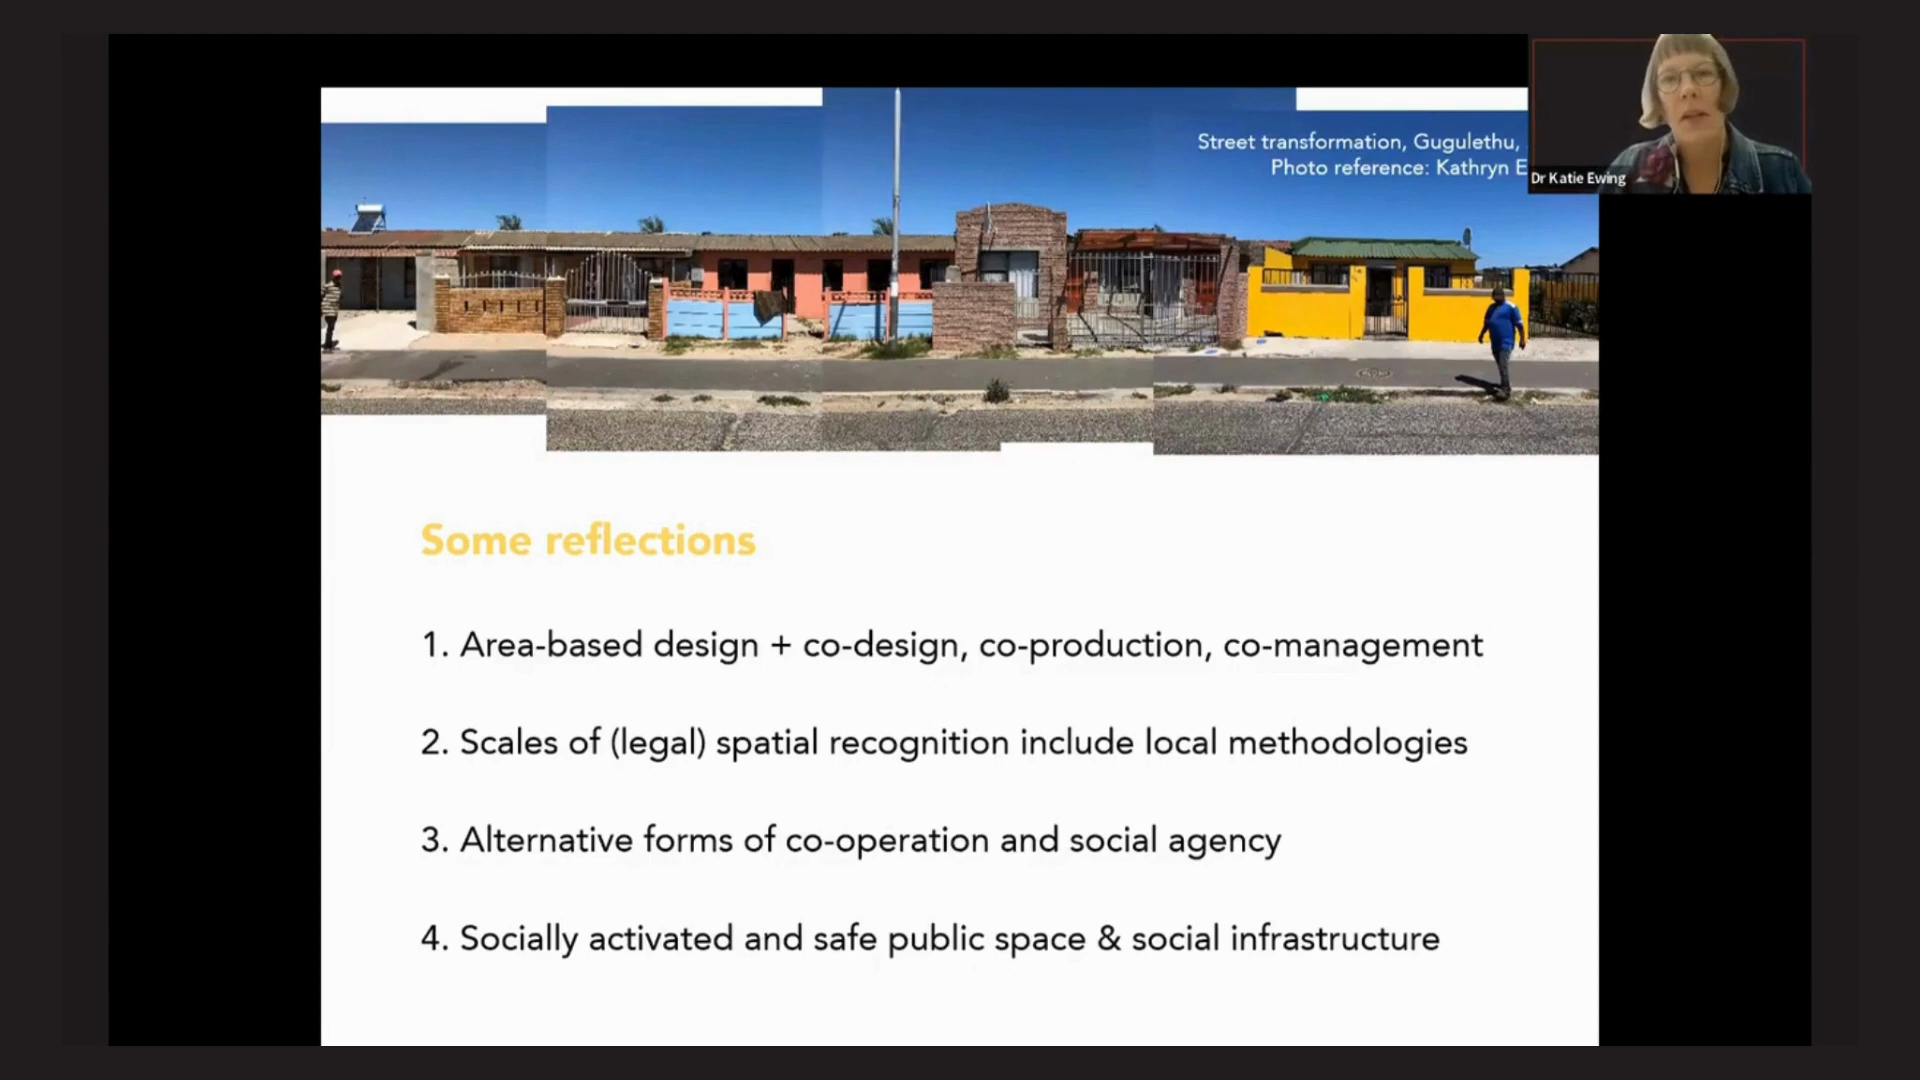 Street transformation, Gugulethu,
Photo reference: Kathryn E
Dr Katie Ewing
Some reflections
1. Area-based design + co-design, co-production, co-management
2. Scales of (legal) spatial recognition include local methodologies
3. Alternative forms of co-operation and social agency
4. Socially activated and safe public space & social infrastructure